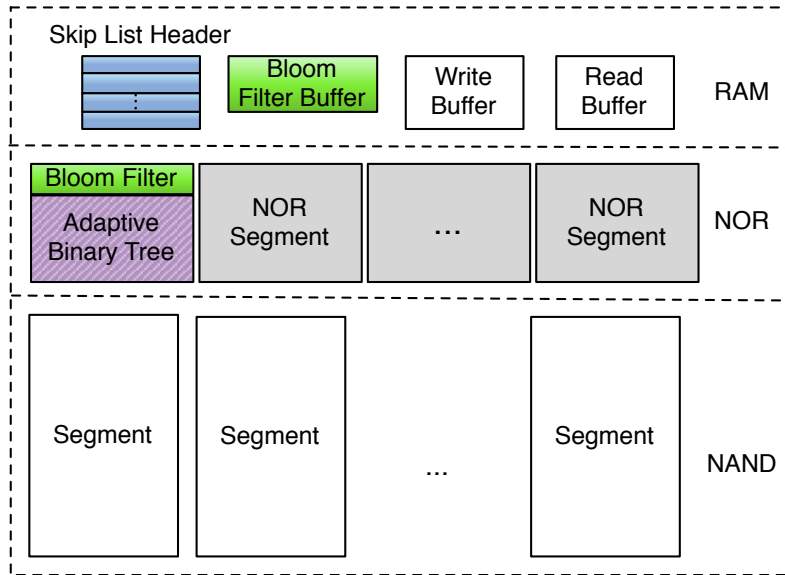 Skip List Header
⋮
Bloom
Filter Buffer
Write
Buffer
Read
Buffer
RAM
Bloom Filter
Adaptive
Binary Tree
NOR
Segment
...
NOR
Segment
NOR
Segment
Segment
...
Segment
NAND